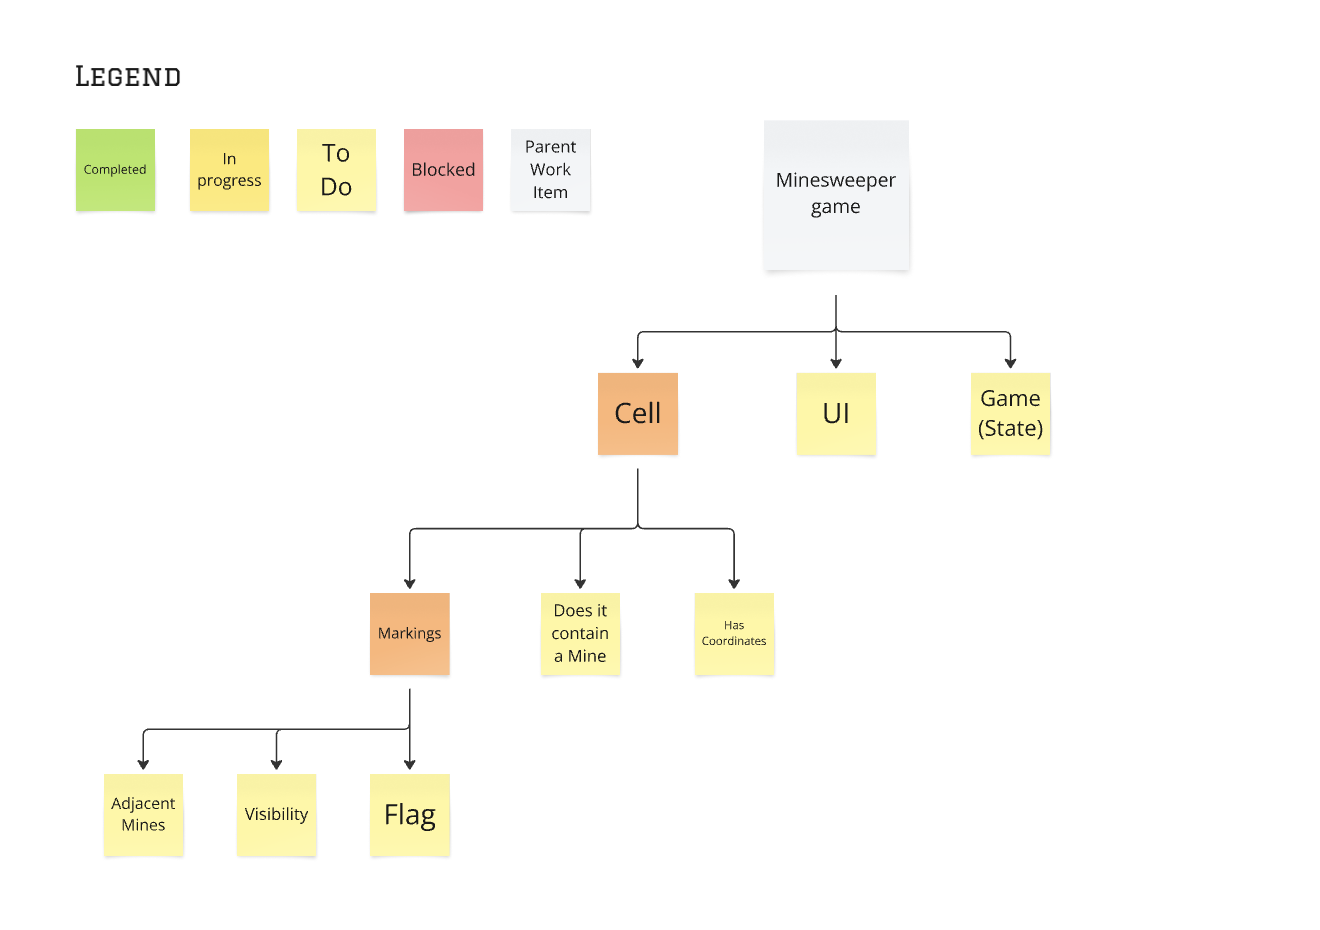 LEGEND
Completed
In
progress
To
Do
Blocked
Parent
Work
Item
Minesweeper
game
Cell
UI
Game
(State)
Markings
Does it
contain
a Mine
Has
Coordinates
Adjacent
Mines
Visibility
Flag